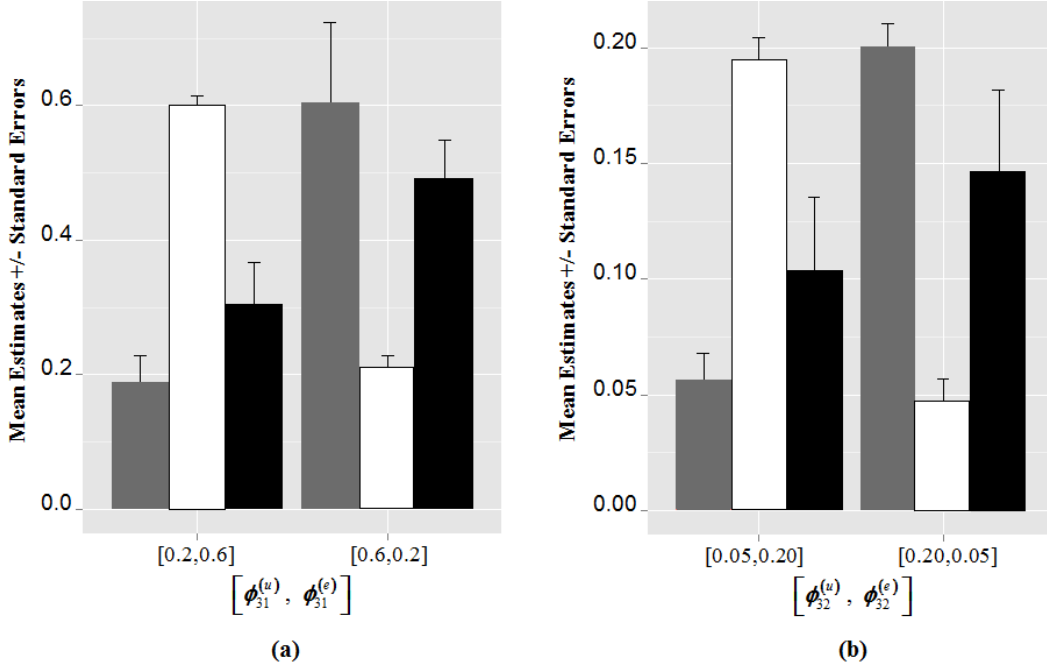 Mean Estimates +/- Standard Errors
0.6
0.4
0.2
0.0
[0.2,0.6]
[0.6,0.2]
[ϕ₃₁⁽ᵘ⁾, ϕ₃₁⁽ᵉ⁾]
(a)
Mean Estimates +/- Standard Errors
0.20
0.15
0.10
0.05
0.00
[0.05,0.20]
[0.20,0.05]
[ϕ₃₂⁽ᵘ⁾, ϕ₃₂⁽ᵉ⁾]
(b)